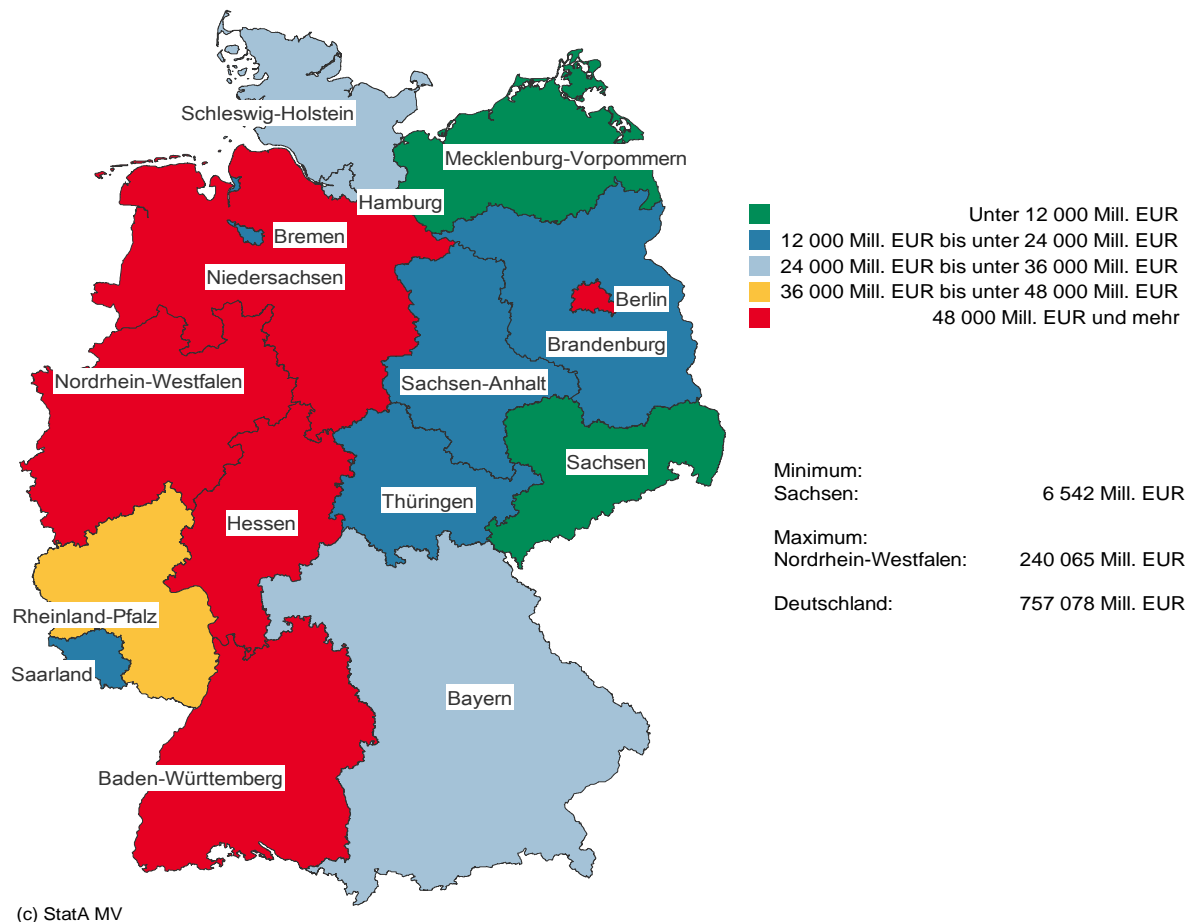 Schleswig-Holstein
Mecklenburg-Vorpommern
Hamburg
Bremen
Niedersachsen
Berlin
Brandenburg
Nordrhein-Westfalen
Sachsen-Anhalt
Sachsen
Thüringen
Hessen
Rheinland-Pfalz
Saarland
Bayern
Baden-Württemberg
Unter 12 000 Mill. EUR
12 000 Mill. EUR bis unter 24 000 Mill. EUR
24 000 Mill. EUR bis unter 36 000 Mill. EUR
36 000 Mill. EUR bis unter 48 000 Mill. EUR
48 000 Mill. EUR und mehr
Minimum:
Sachsen: 6 542 Mill. EUR
Maximum:
Nordrhein-Westfalen: 240 065 Mill. EUR
Deutschland: 757 078 Mill. EUR
(c) StatA MV